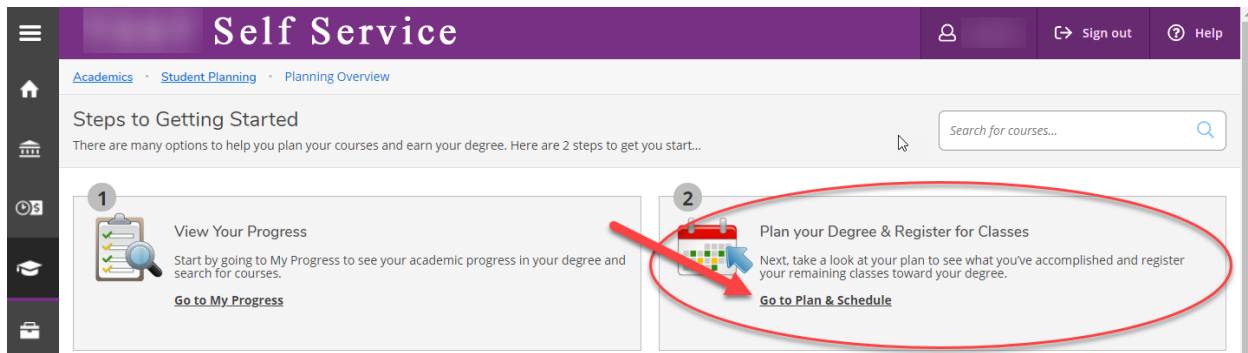 Self Service
Sign out
Help
Academics · Student Planning · Planning Overview
Steps to Getting Started
There are many options to help you plan your courses and earn your degree. Here are 2 steps to get you start...
Search for courses...
1
View Your Progress
Start by going to My Progress to see your academic progress in your degree and
search for courses.
Go to My Progress
2
Plan your Degree & Register for Classes
Next, take a look at your plan to see what you've accomplished and register
your remaining classes toward your degree.
Go to Plan & Schedule